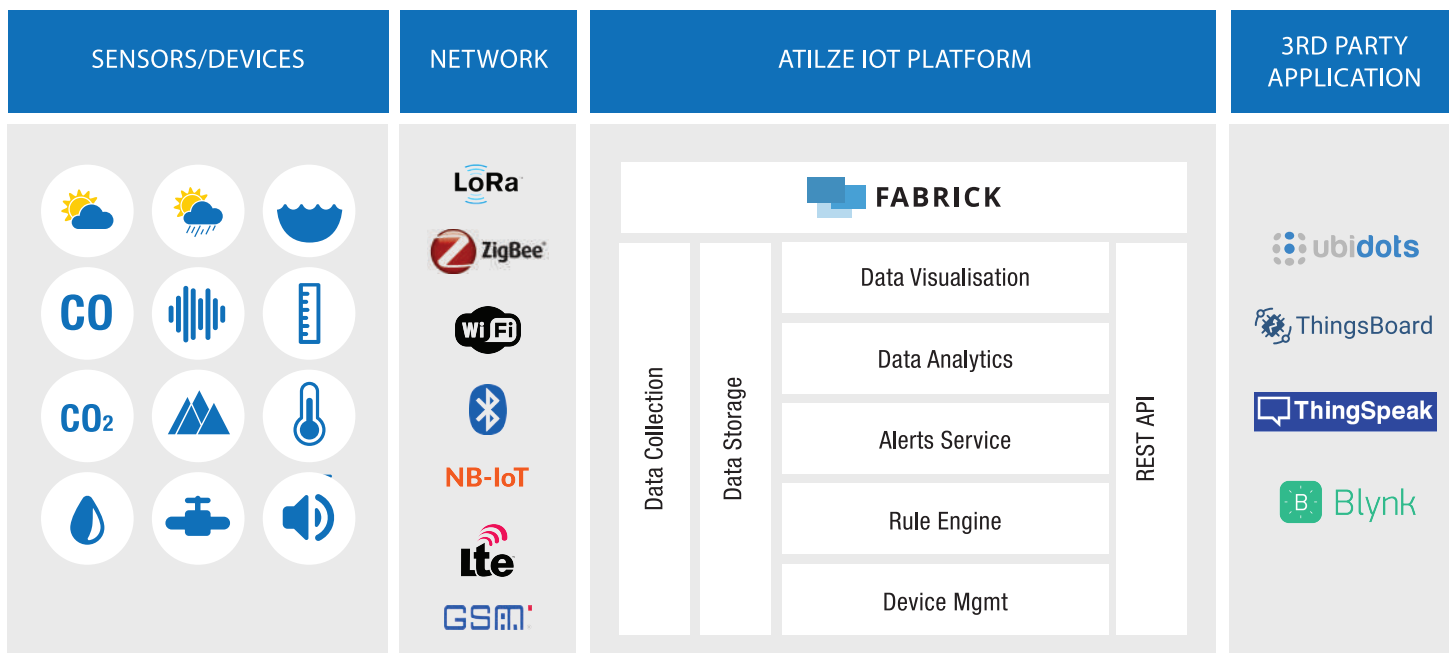 SENSORS/DEVICES
NETWORK
ATILZE IOT PLATFORM
3RD PARTY
APPLICATION
CO
CO₂
LoRa
ZigBee®
Wi Fi
NB-IoT
Lte
GSM
FABRICK
Data Collection
Data Storage
Data Visualisation
Data Analytics
Alerts Service
Rule Engine
Device Mgmt
REST API
ubidots
ThingsBoard
ThingSpeak
B Blynk